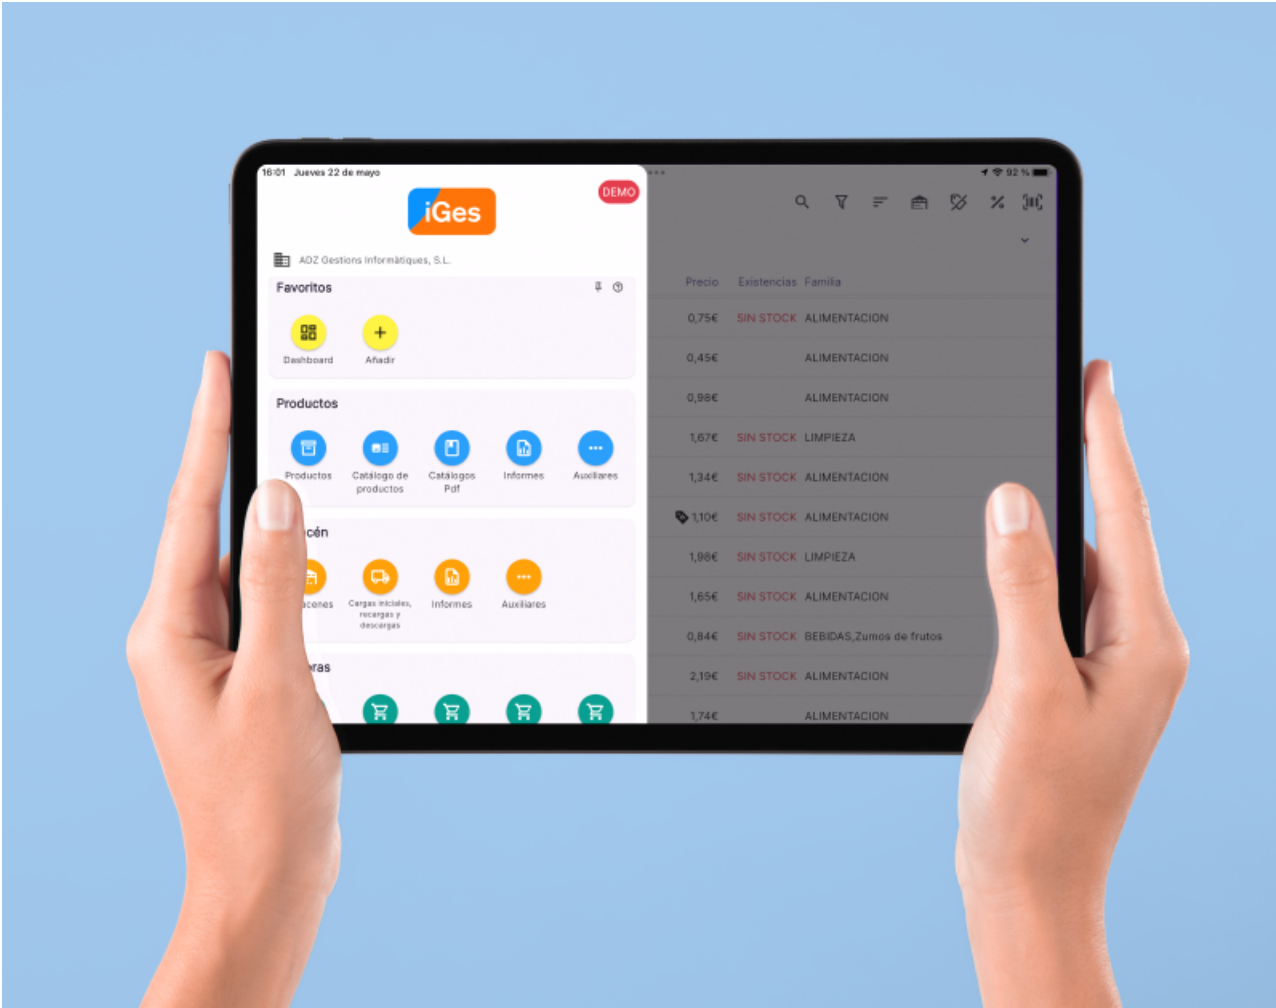 16:01 Jueves 22 de mayo
92 %
iGes
DEMO
ADZ Gestions Informàtiques, S.L.
Favoritos
Dashboard
Añadir
Productos
Productos
Catálogo de
productos
Catálogos
Pdf
Informes
Auxiliares
cén
acenes
Cargas iniciales,
recargas y
descargas
Informes
Auxiliares
ras
Precio Existencias Familia
0,75€ SIN STOCK ALIMENTACION
0,45€ ALIMENTACION
0,98€ ALIMENTACION
1,67€ SIN STOCK LIMPIEZA
1,34€ SIN STOCK ALIMENTACION
1,10€ SIN STOCK ALIMENTACION
1,98€ SIN STOCK LIMPIEZA
1,65€ SIN STOCK ALIMENTACION
0,84€ SIN STOCK BEBIDAS,Zumos de frutos
2,19€ SIN STOCK ALIMENTACION
1,74€ ALIMENTACION